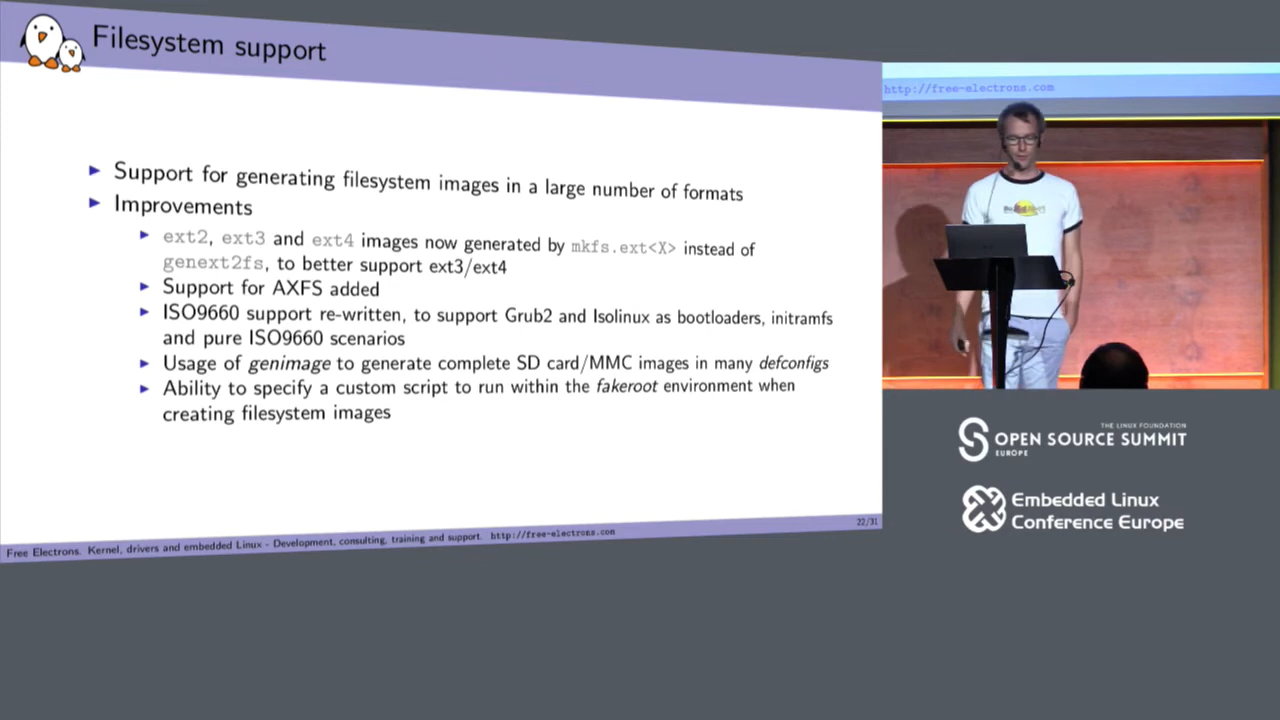 Filesystem support
Support for generating filesystem images in a large number of formats
Improvements
ext2, ext3 and ext4 images now generated by mkfs.ext<X> instead of
genext2fs, to better support ext3/ext4
Support for AXFS added
ISO9660 support re-written, to support Grub2 and Isolinux as bootloaders, initramfs
and pure ISO9660 scenarios
Usage of genimage to generate complete SD card/MMC images in many defconfigs
Ability to specify a custom script to run within the fakeroot environment when
creating filesystem images
22/31
Free Electrons. Kernel, drivers and embedded Linux - Development, consulting, training and support. http://free-electrons.com
http://free-electrons.com
THE LINUX FOUNDATION
OPEN SOURCE SUMMIT
EUROPE
Embedded Linux
Conference Europe